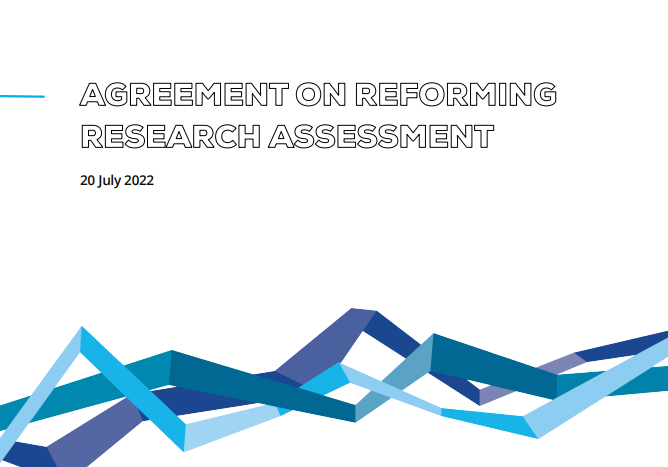 AGREEMENT ON REFORMING
RESEARCH ASSESSMENT
20 July 2022